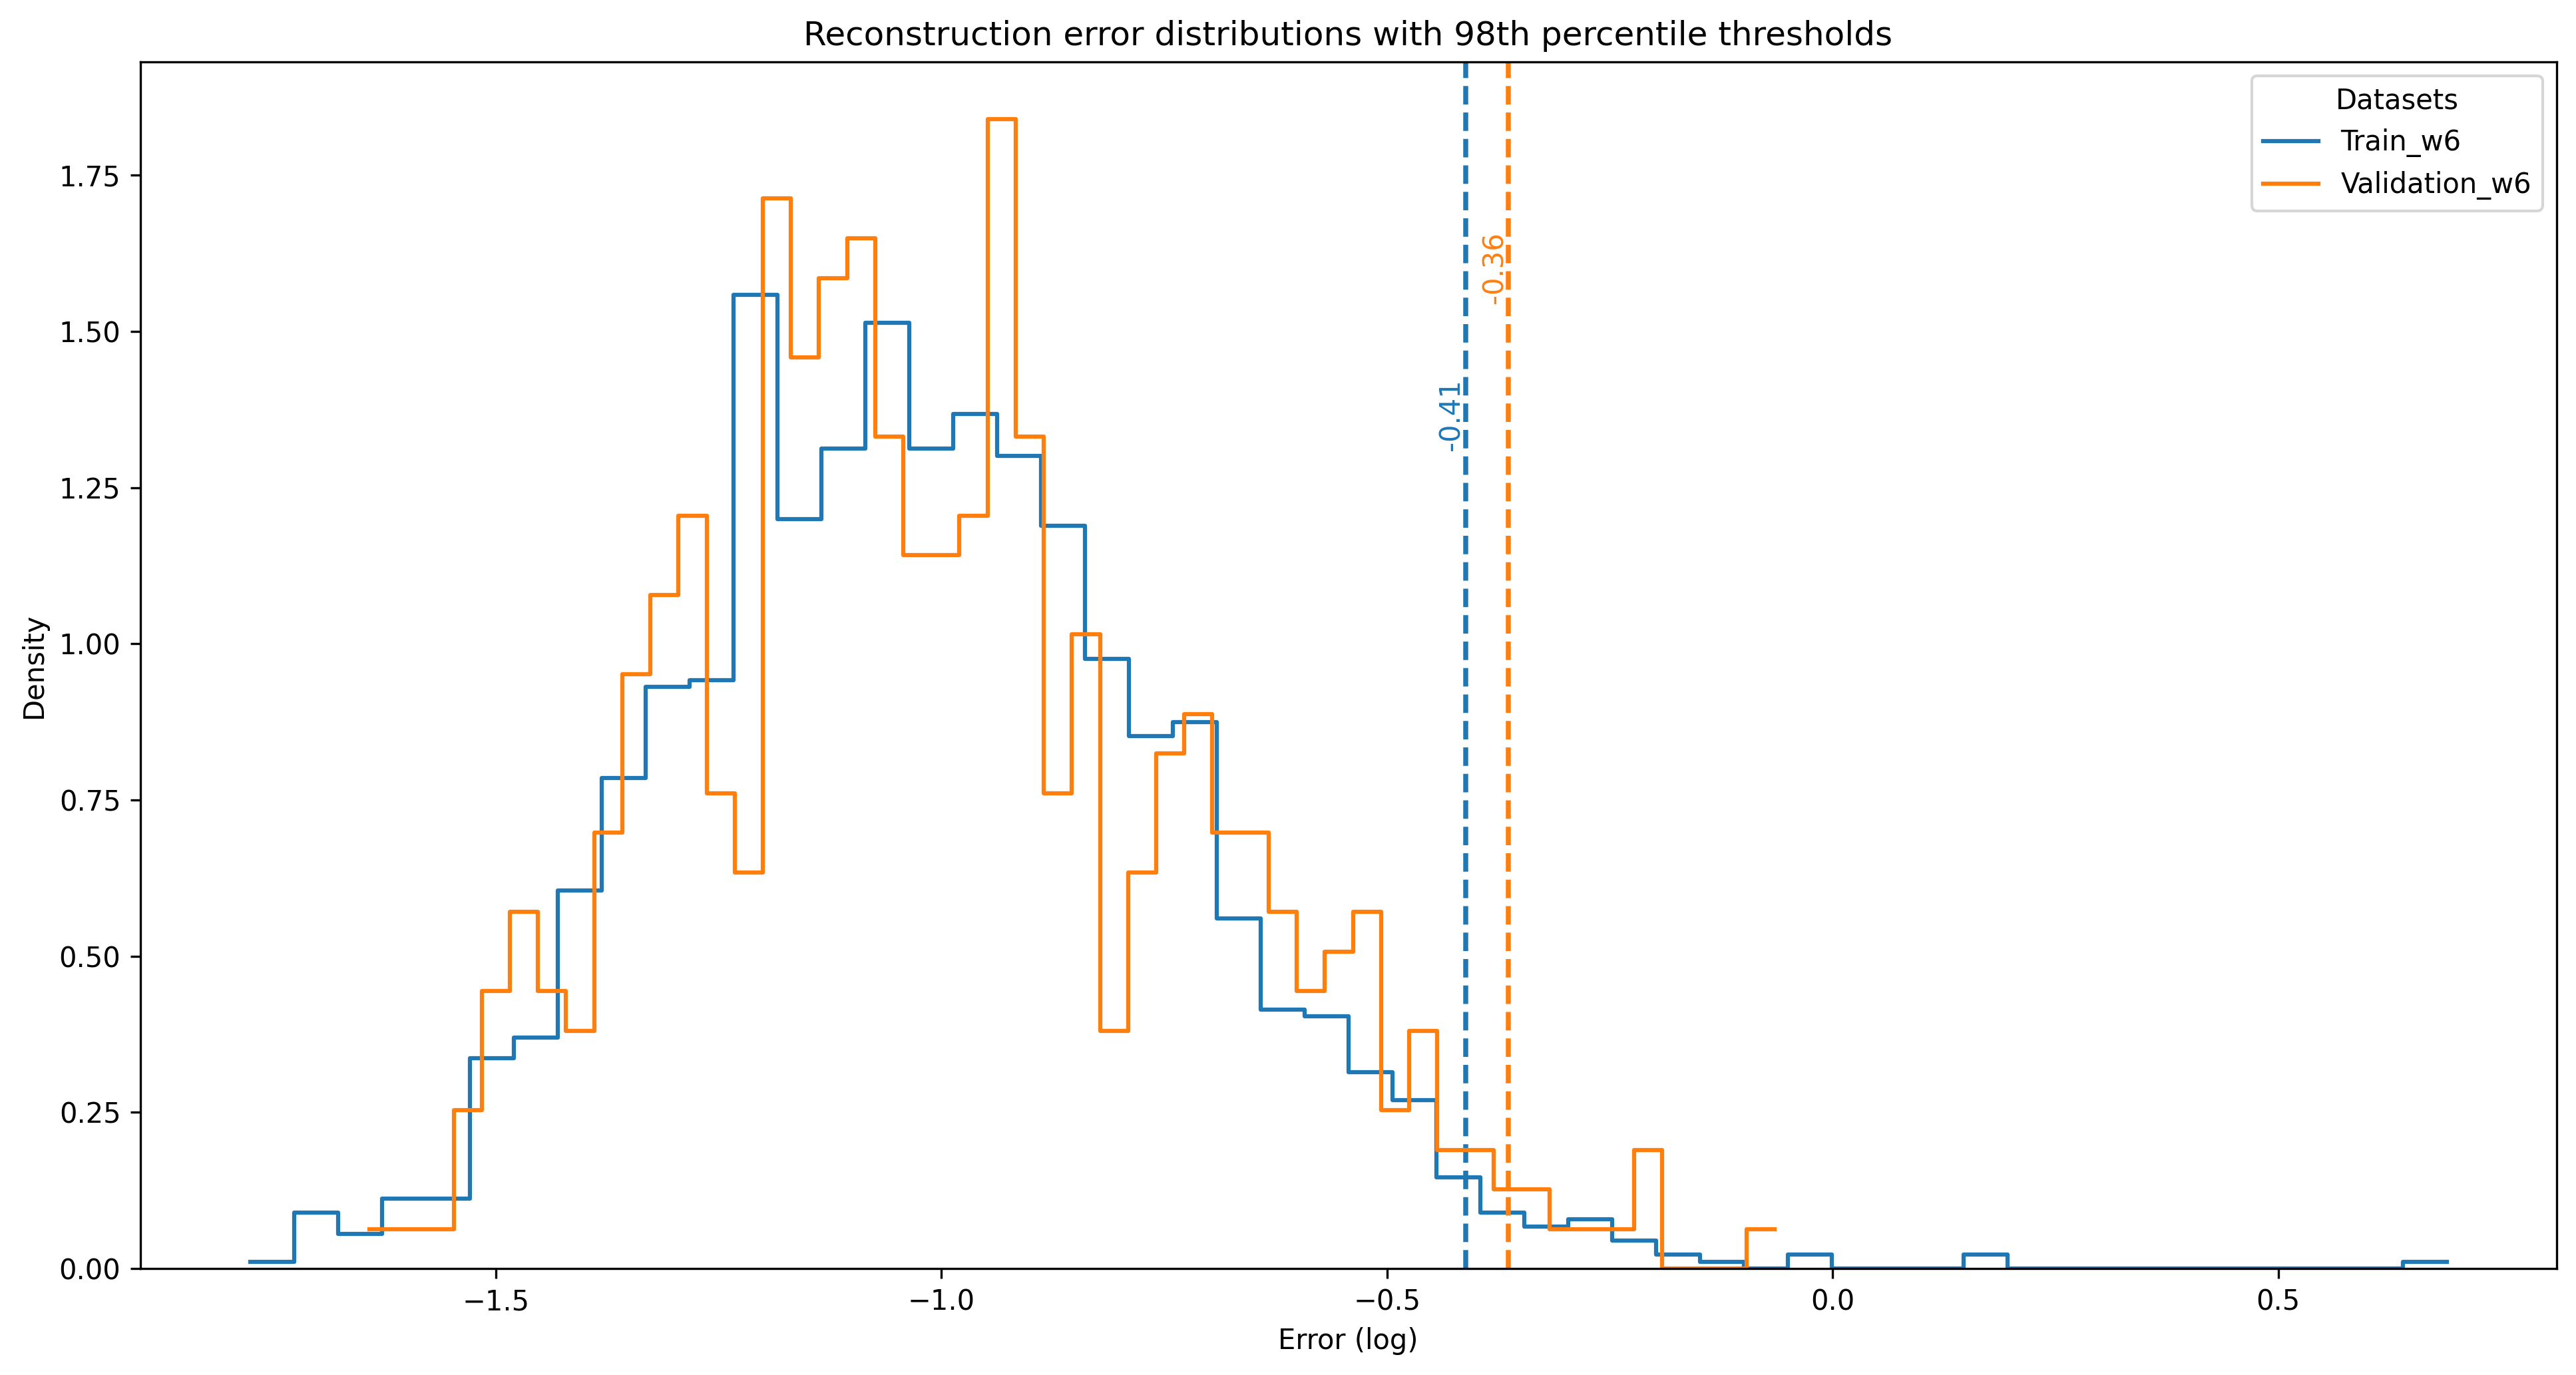 Reconstruction error distributions with 98th percentile thresholds
Datasets
Train_w6
Validation_w6
-0.36
-0.41
Density
1.75
1.50
1.25
1.00
0.75
0.50
0.25
0.00
−1.5 −1.0 −0.5 0.0 0.5
Error (log)